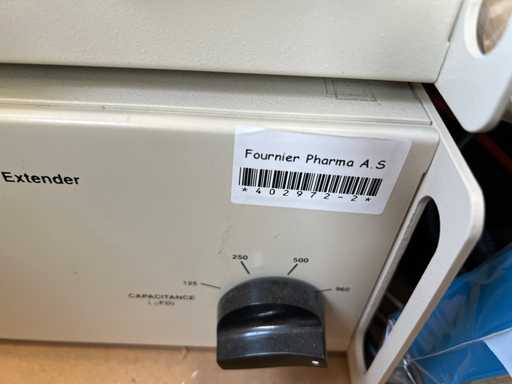 Extender
Fournier Pharma A.S
*402972-2*
250
500
125
960
CAPACITANCE